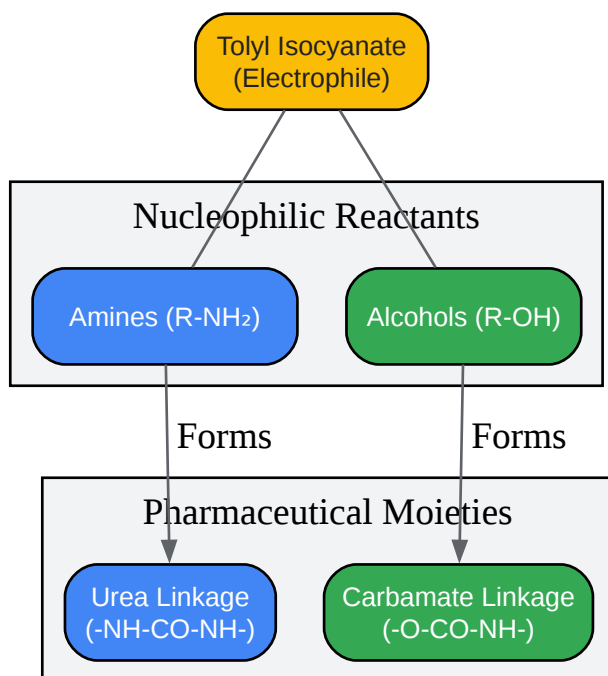 Tolyl Isocyanate
(Electrophile)
Nucleophilic Reactants
Amines (R-NH₂)
Alcohols (R-OH)
Forms
Forms
Pharmaceutical Moieties
Urea Linkage
(-NH-CO-NH-)
Carbamate Linkage
(-O-CO-NH-)